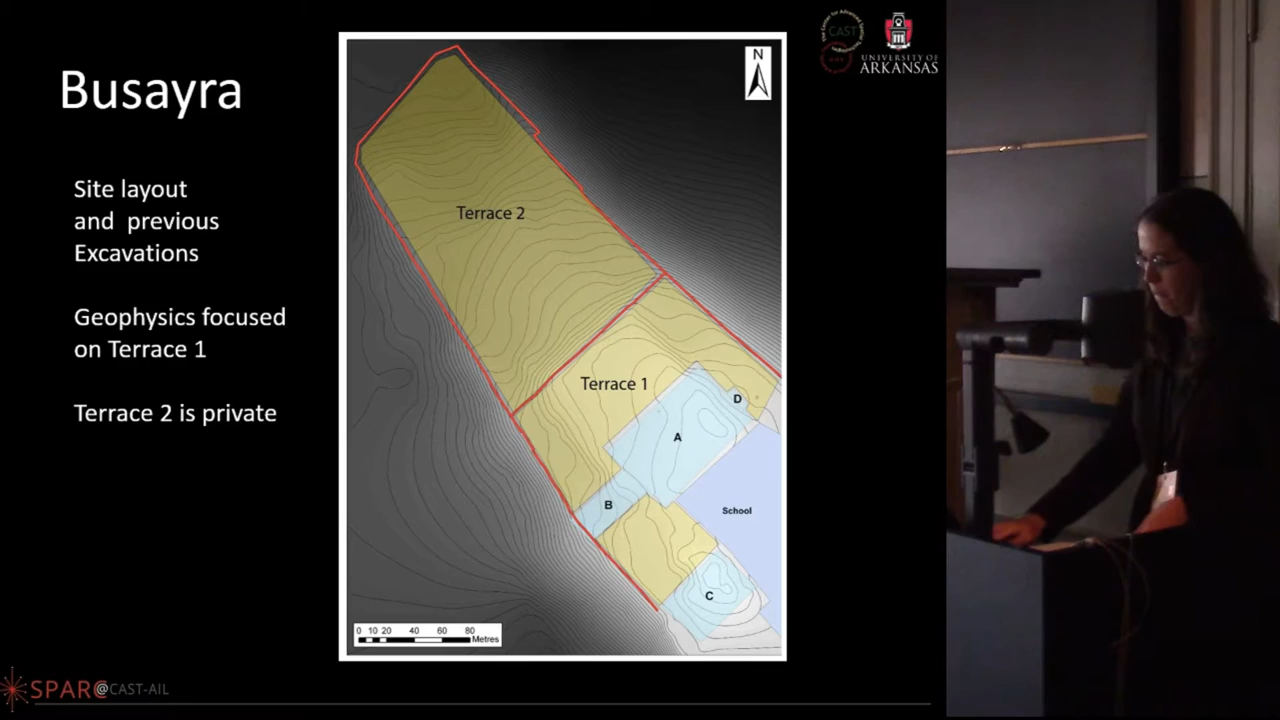 Busayra
Site layout
and previous
Excavations
Geophysics focused
on Terrace 1
Terrace 2 is private
N
Terrace 2
Terrace 1
D
A
B
School
C
0 10 20 40 60 80
Metres
CAST
UNIVERSITY OF
ARKANSAS
SPARC@CAST-AIL